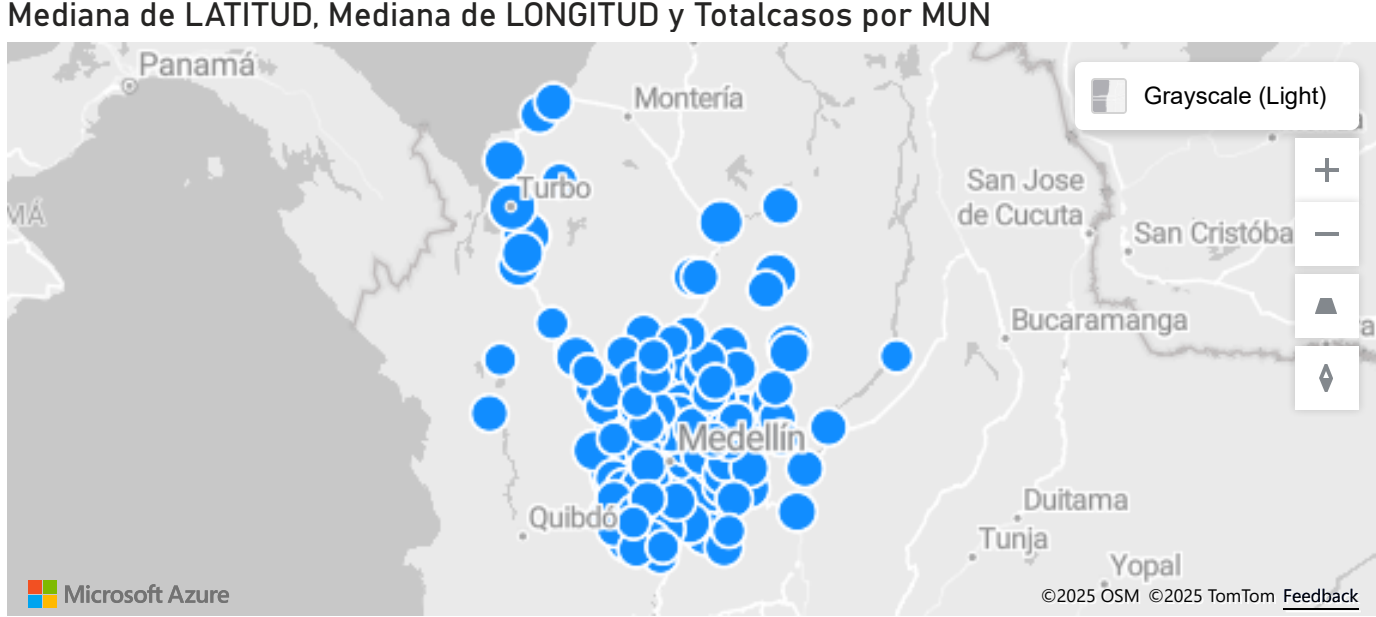 Mediana de LATITUD, Mediana de LONGITUD y Totalcasos por MUN
Panamá
Montería
Grayscale (Light)
Turbo
San Jose
de Cucuta
MÁ
San Cristóba
Bucaramanga
Medellín
Quibdó
Duitama
Tunja
Yopal
Microsoft Azure
©2025 OSM ©2025 TomTom Feedback